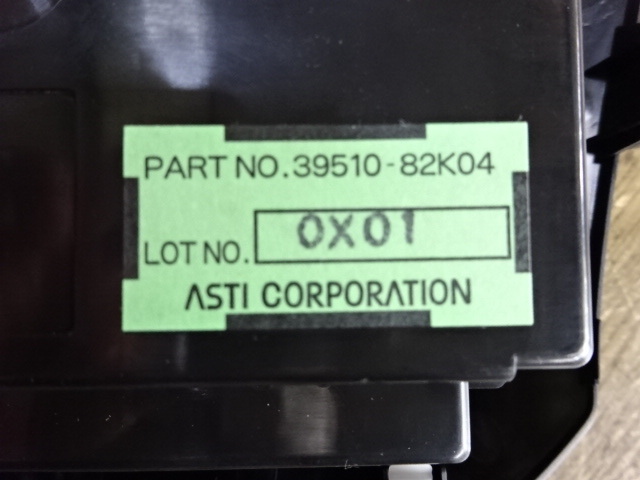 PART NO.39510-82K04
LOT NO. 0X01
ASTI CORPORATION